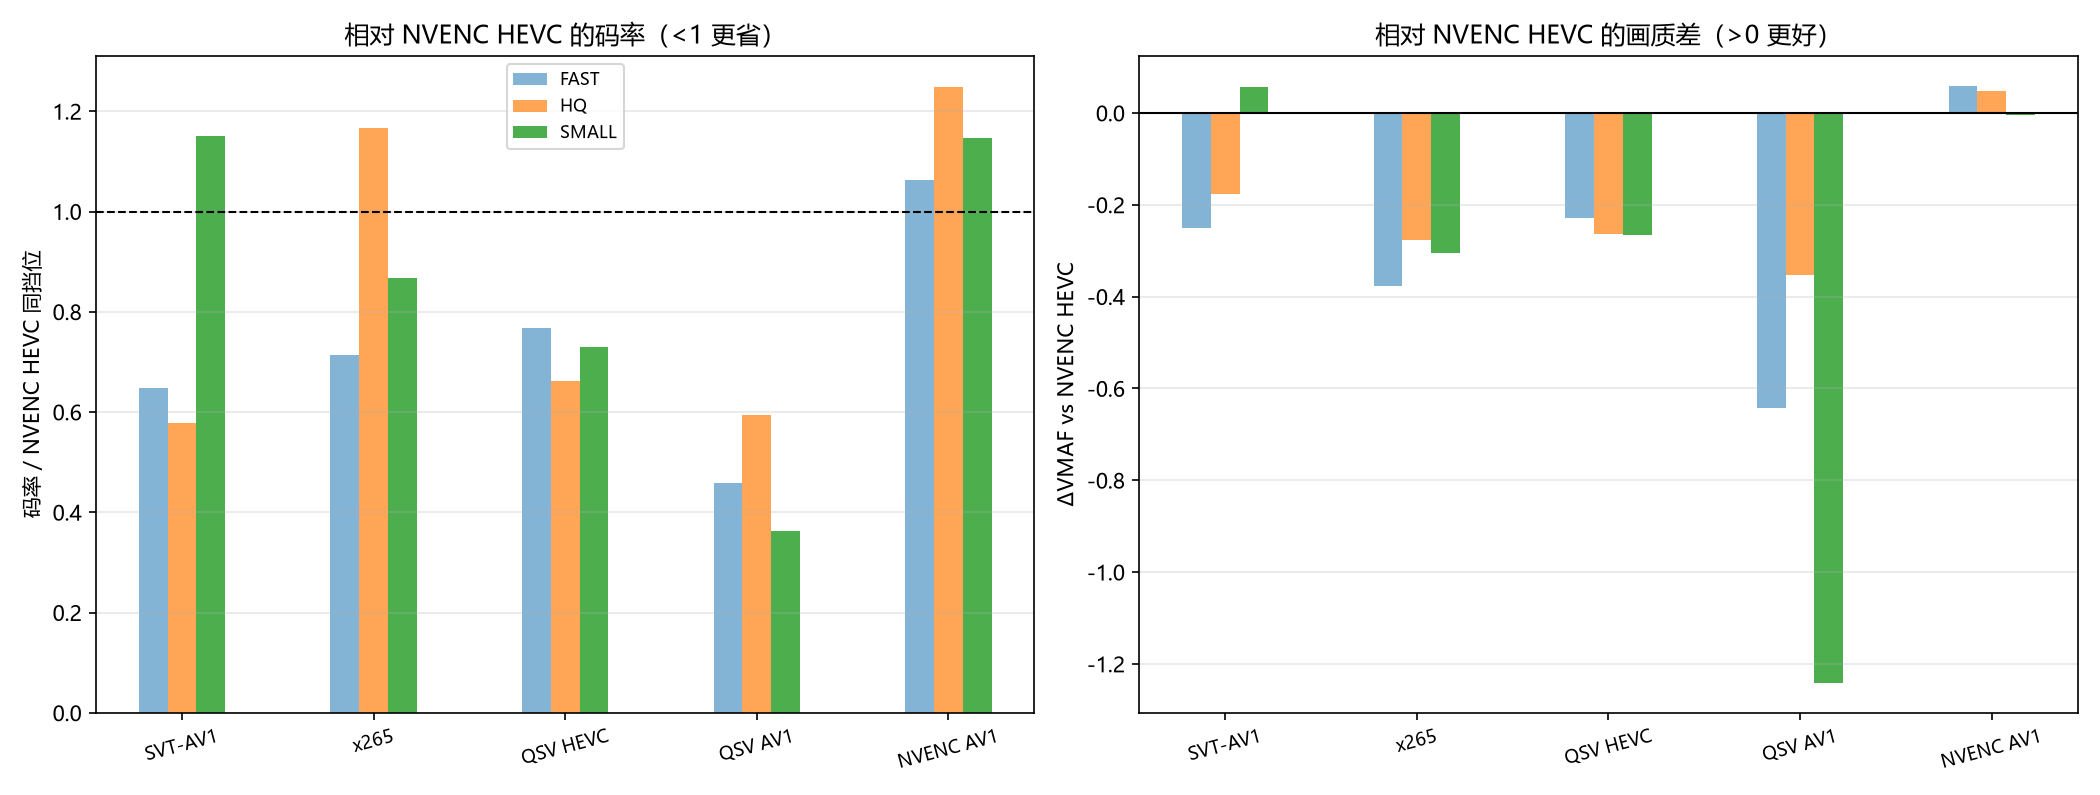 相对 NVENC HEVC 的码率（<1 更省）
码率 / NVENC HEVC 同挡位
1.2
1.0
0.8
0.6
0.4
0.2
0.0
FAST
HQ
SMALL
SVT-AV1
x265
QSV HEVC
QSV AV1
NVENC AV1
相对 NVENC HEVC 的画质差（>0 更好）
ΔVMAF vs NVENC HEVC
0.0
-0.2
-0.4
-0.6
-0.8
-1.0
-1.2
SVT-AV1
x265
QSV HEVC
QSV AV1
NVENC AV1